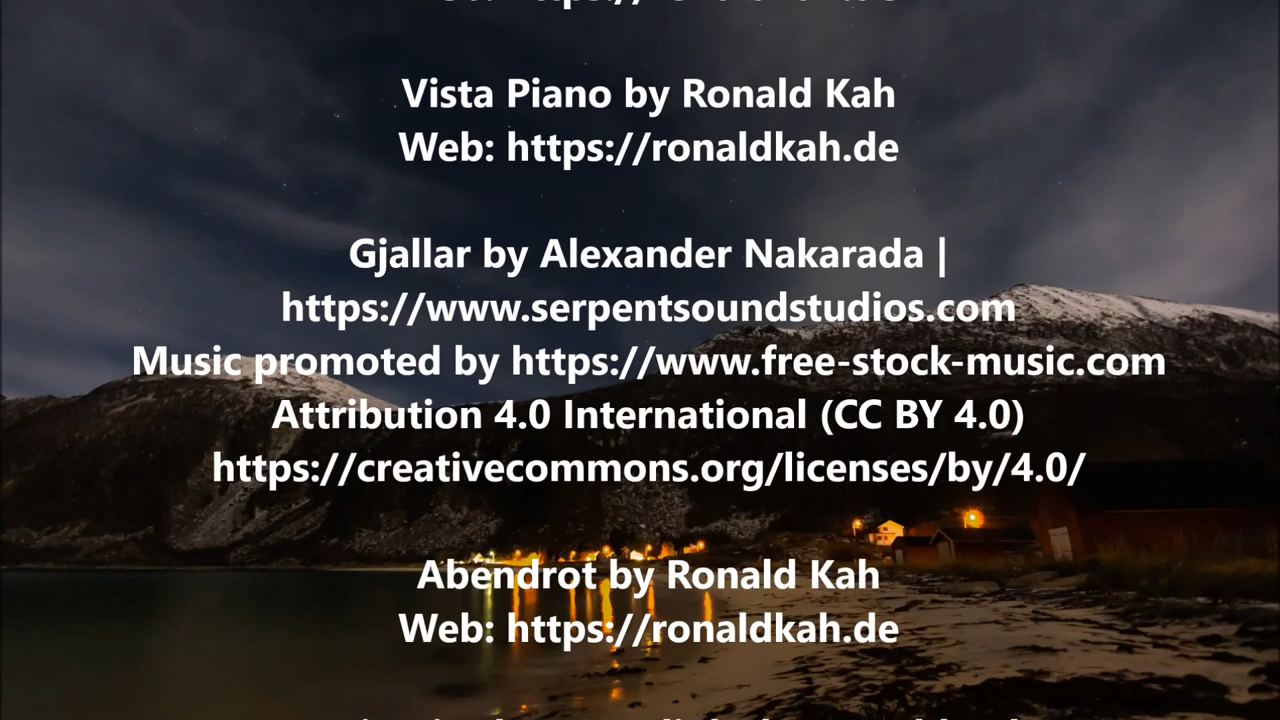 Vista Piano by Ronald Kah
Web: https://ronaldkah.de
Gjallar by Alexander Nakarada |
https://www.serpentsoundstudios.com
Music promoted by https://www.free-stock-music.com
Attribution 4.0 International (CC BY 4.0)
https://creativecommons.org/licenses/by/4.0/
Abendrot by Ronald Kah
Web: https://ronaldkah.de